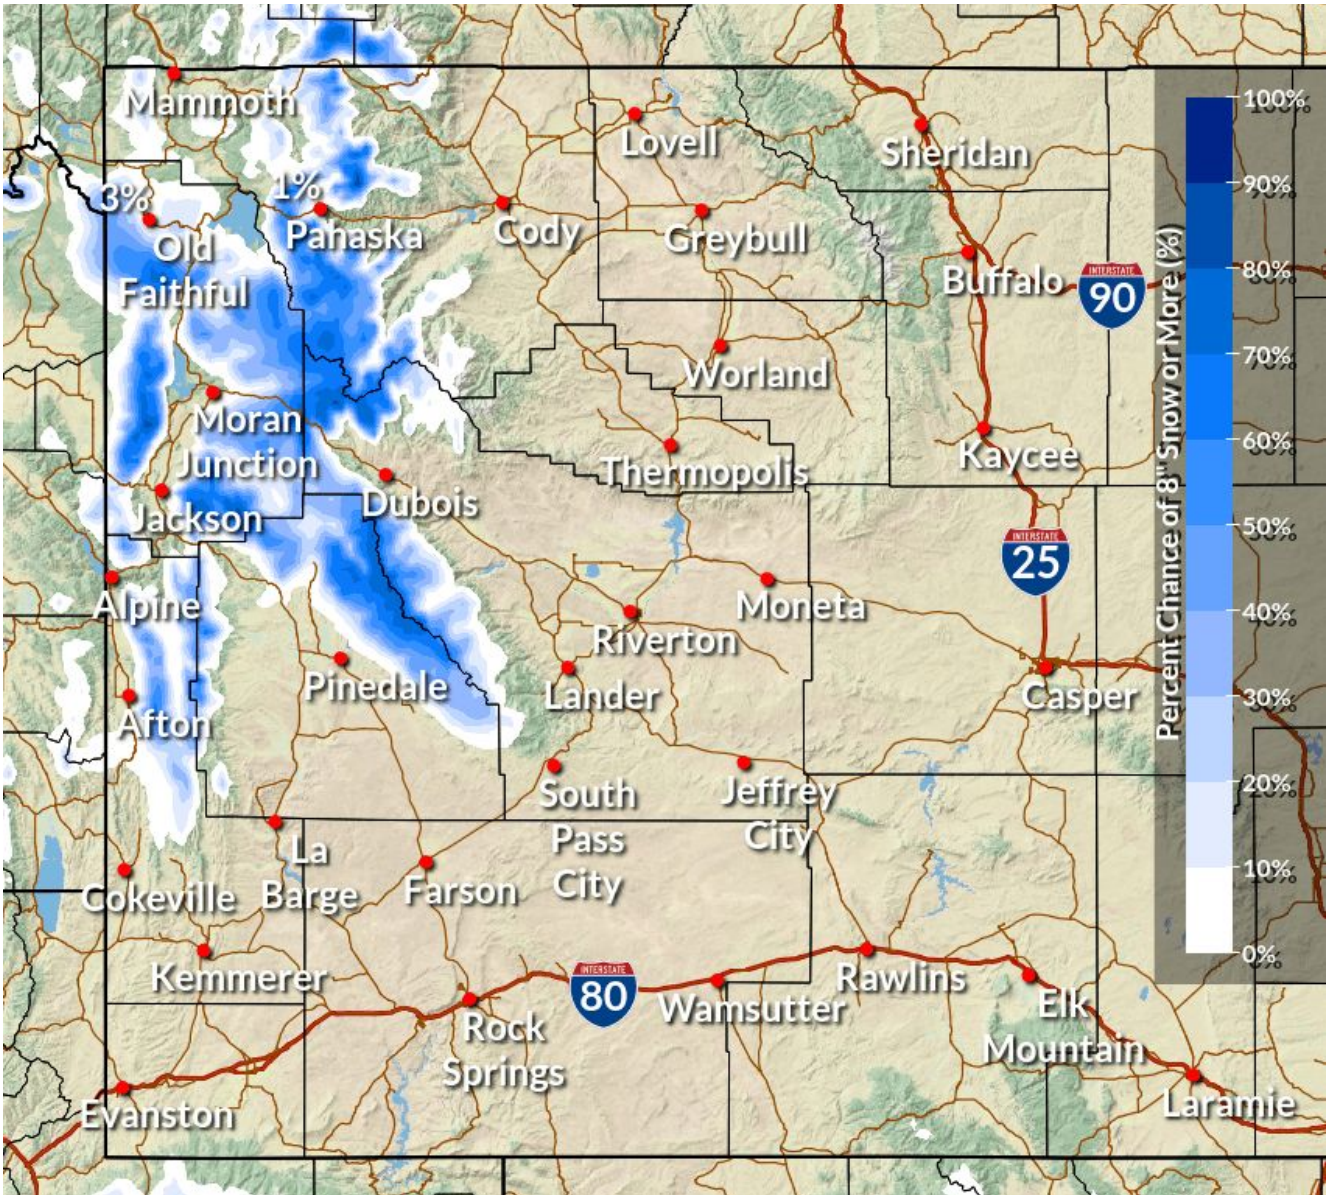 Mammoth
Lovell
Sheridan
3%
1%
Old
Faithful
Pahaska
Cody
Greybull
Buffalo
INTERSTATE
90
Worland
Moran
Junction
Thermopolis
Kaycee
Jackson
Dubois
INTERSTATE
25
Alpine
Moneta
Riverton
Pinedale
Lander
Casper
Afton
South
Pass
City
Jeffrey
City
La
Barge
Cokeville
Farson
Kemmerer
INTERSTATE
80
Wamsutter
Rawlins
Rock
Springs
Elk
Mountain
Evanston
Laramie
Percent Chance of 8" Snow or More (%)
100%
90%
80%
70%
60%
50%
40%
30%
20%
10%
0%